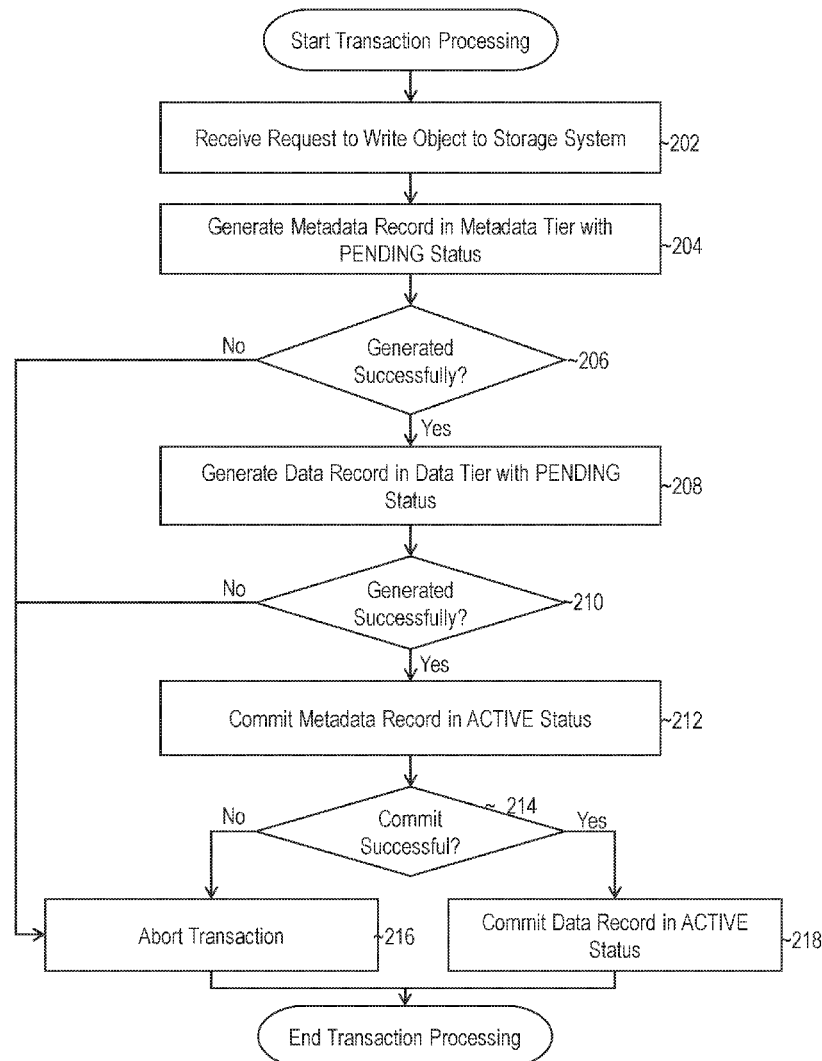 Start Transaction Processing
Receive Request to Write Object to Storage System
~202
Generate Metadata Record in Metadata Tier with
PENDING Status
~204
No
Generated
Successfully?
~206
Yes
Generate Data Record in Data Tier with PENDING
Status
~208
No
Generated
Successfully?
~210
Yes
Commit Metadata Record in ACTIVE Status
~212
~ 214
No
Commit
Successful?
Yes
Abort Transaction
~216
Commit Data Record in ACTIVE
Status
~218
End Transaction Processing